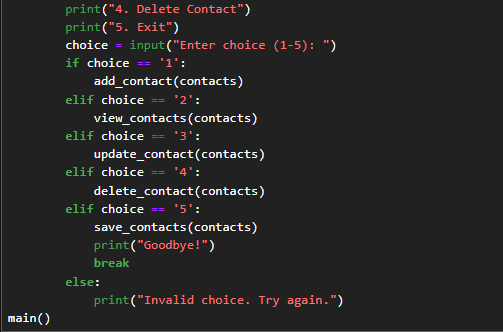 print("4. Delete Contact")
print("5. Exit")
choice = input("Enter choice (1-5): ")
if choice == '1':
add_contact(contacts)
elif choice == '2':
view_contacts(contacts)
elif choice == '3':
update_contact(contacts)
elif choice == '4':
delete_contact(contacts)
elif choice == '5':
save_contacts(contacts)
print("Goodbye!")
break
else:
print("Invalid choice. Try again.")
main()